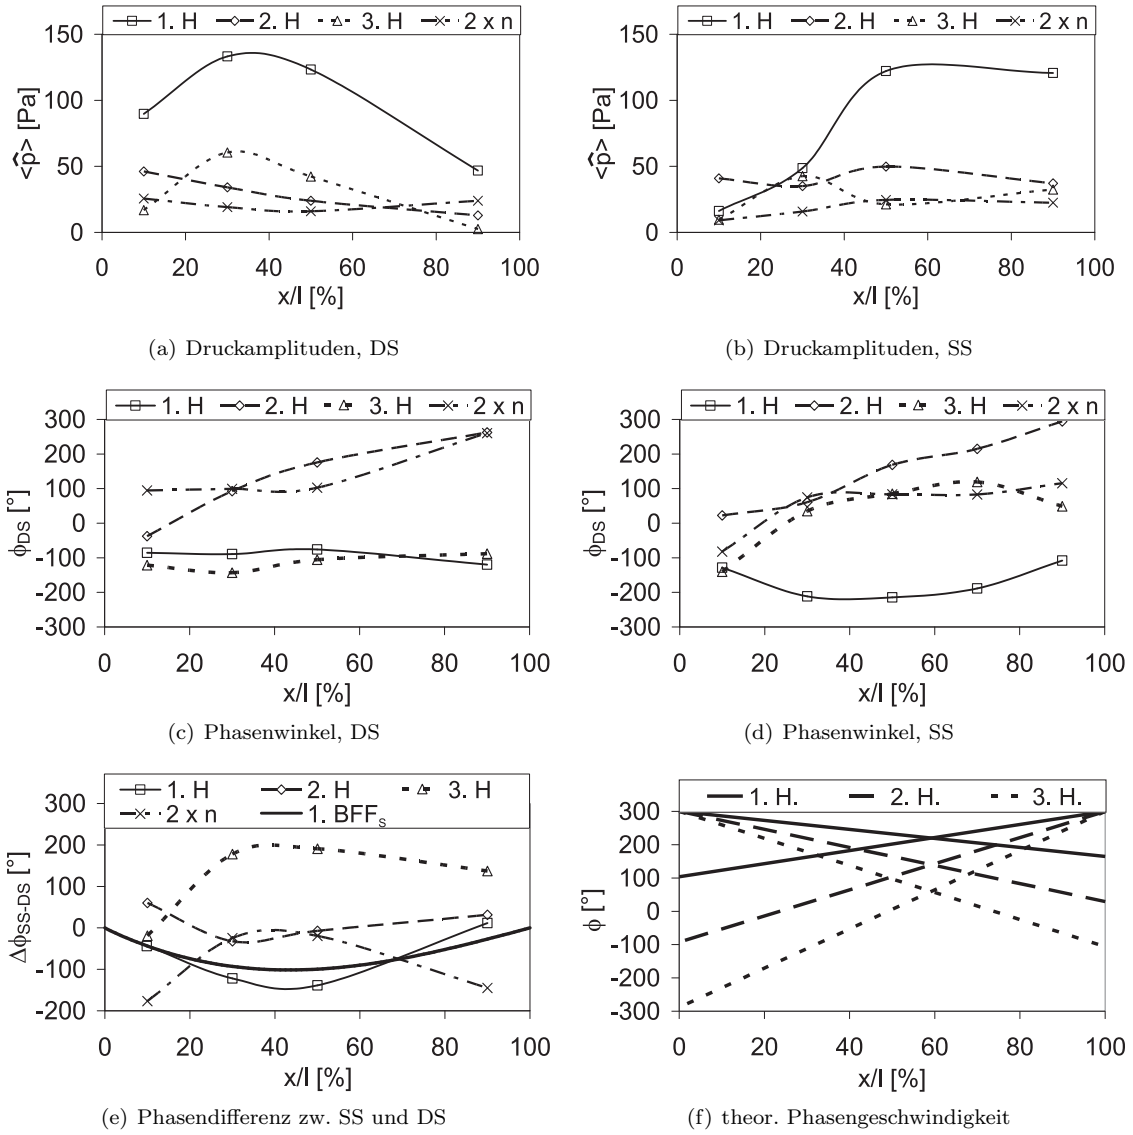 1. H 2. H 3. H 2 x n
150
100
50
0
<p̂> [Pa]
0 20 40 60 80 100
x/l [%]
(a) Druckamplituden, DS
1. H 2. H 3. H 2 x n
150
100
50
0
<p̂> [Pa]
0 20 40 60 80 100
x/l [%]
(b) Druckamplituden, SS
1. H 2. H 3. H 2 x n
300
200
100
0
-100
-200
-300
ϕDS [°]
0 20 40 60 80 100
x/l [%]
(c) Phasenwinkel, DS
1. H 2. H 3. H 2 x n
300
200
100
0
-100
-200
-300
ϕDS [°]
0 20 40 60 80 100
x/l [%]
(d) Phasenwinkel, SS
1. H 2. H 3. H
2 x n 1. BFFs
300
200
100
0
-100
-200
ΔϕSS-DS [°]
0 20 40 60 80 100
x/l [%]
(e) Phasendifferenz zw. SS und DS
1. H. 2. H. 3. H.
300
200
100
0
-100
-200
-300
ϕ [°]
0 20 40 60 80 100
x/l [%]
(f) theor. Phasengeschwindigkeit